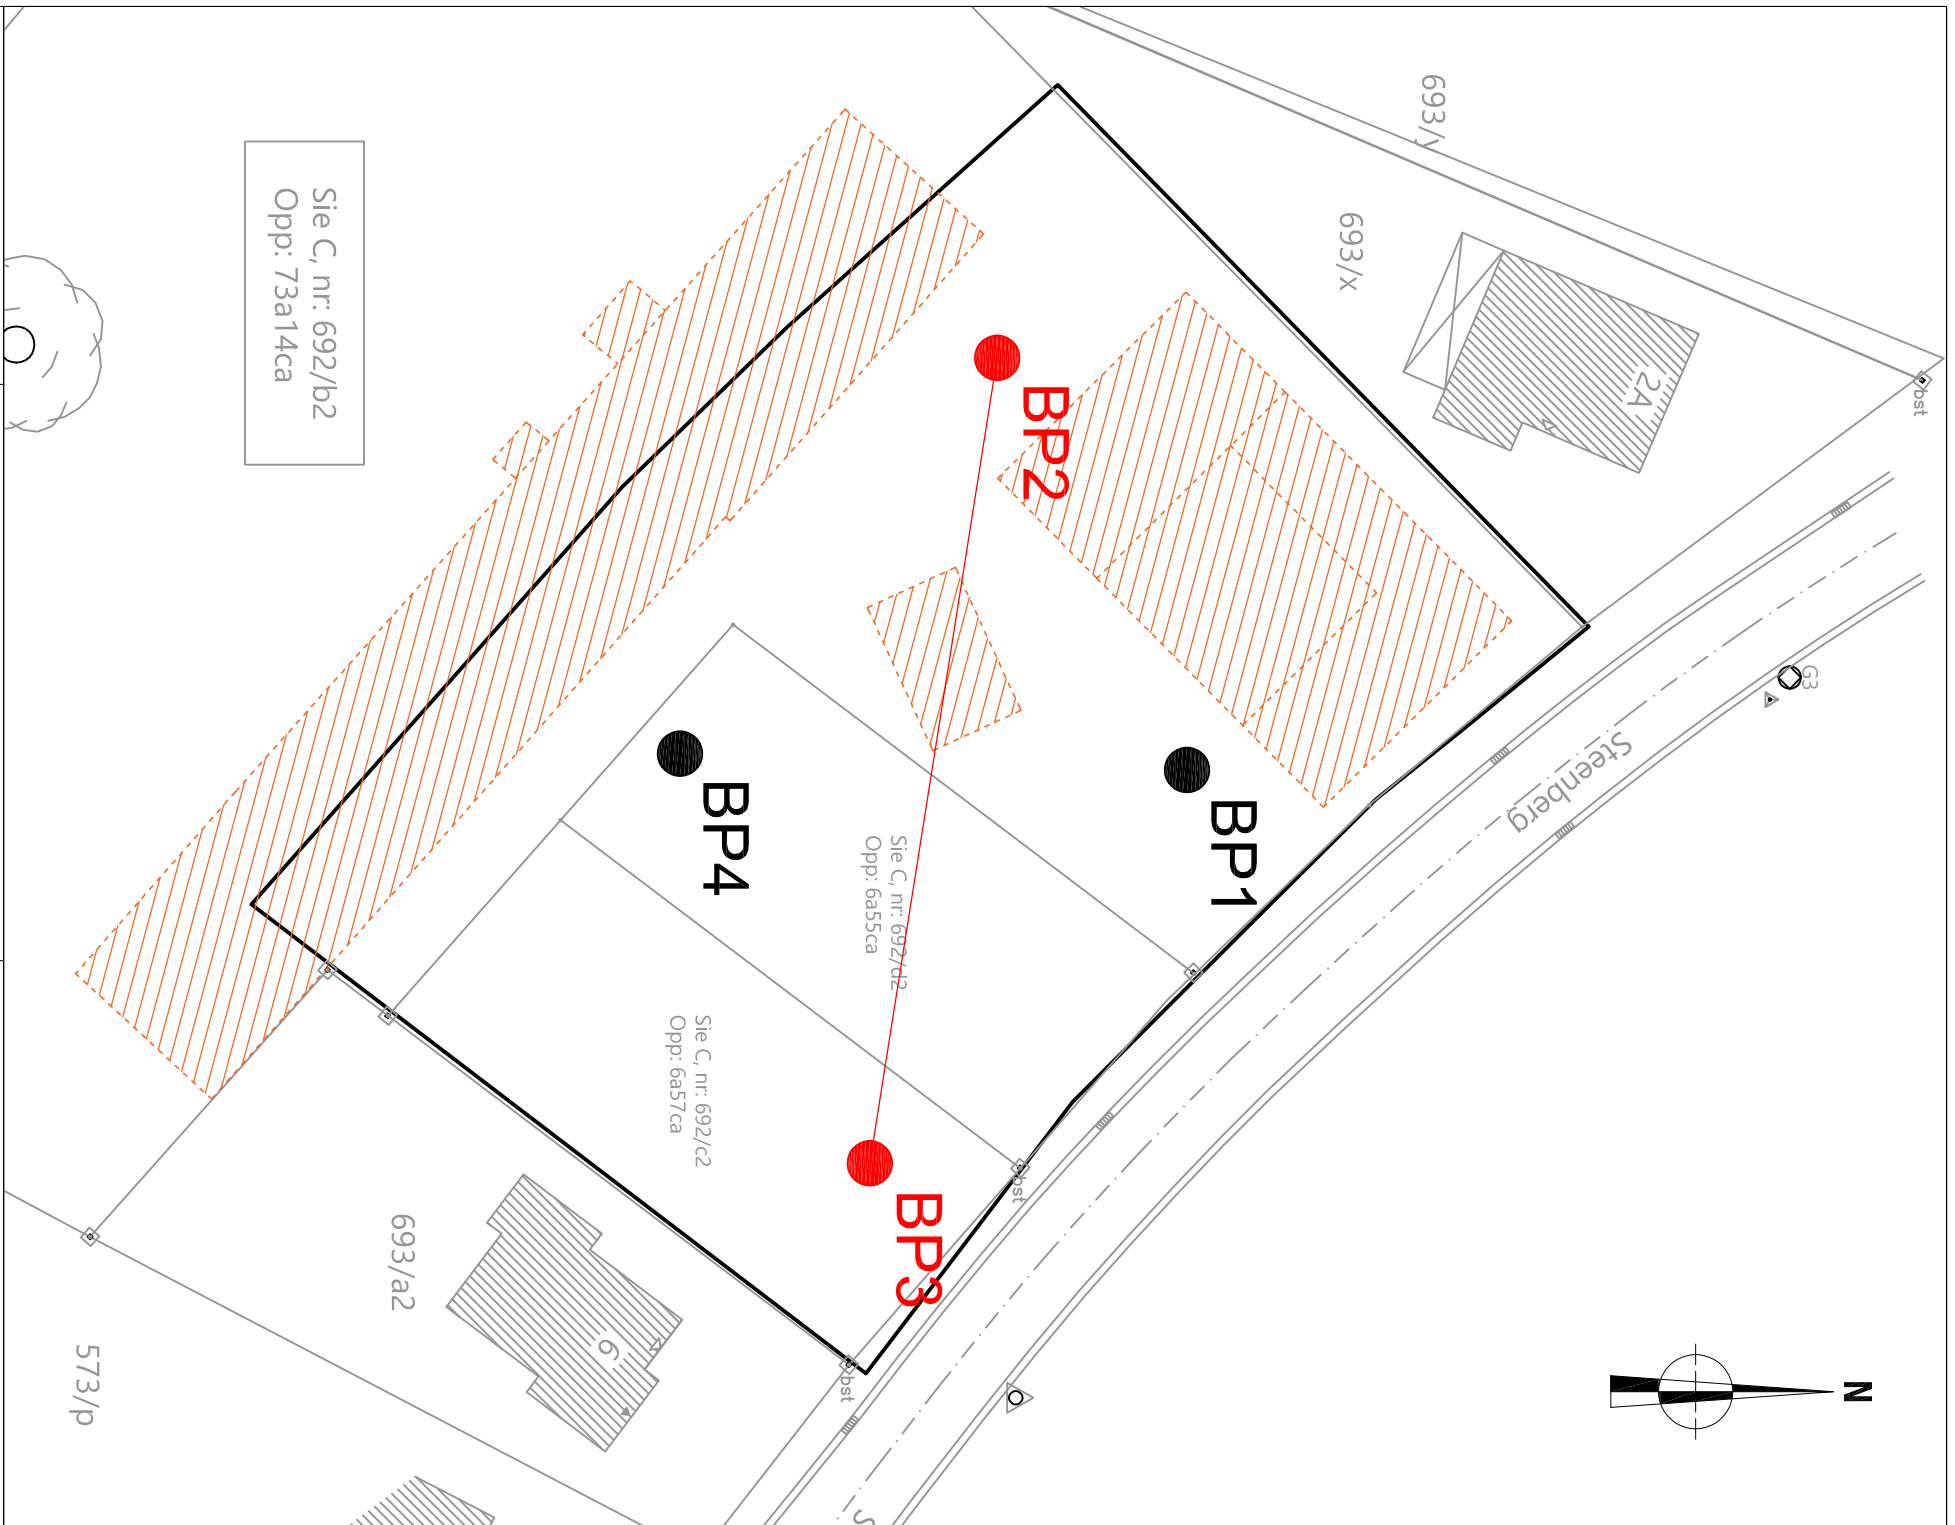 693/y
693/x
2A
bst
Sie C, nr: 692/b2
Opp: 73a14ca
BP2
G3
Steenberg
BP1
BP4
Sie C, nr: 692/d2
Opp: 6a55ca
Sie C, nr: 692/c2
Opp: 6a57ca
bst
BP3
693/a2
6
bst
573/p
N
S